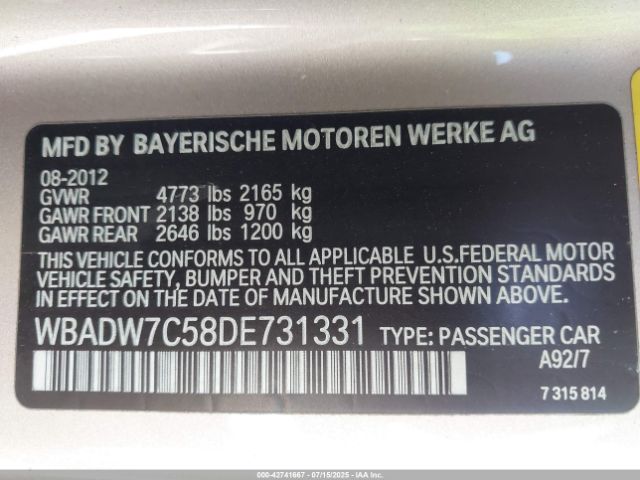 MFD BY BAYERISCHE MOTOREN WERKE AG
08-2012
GVWR 4773 lbs 2165 kg
GAWR FRONT 2138 lbs 970 kg
GAWR REAR 2646 lbs 1200 kg
THIS VEHICLE CONFORMS TO ALL APPLICABLE U.S.FEDERAL MOTOR
VEHICLE SAFETY, BUMPER AND THEFT PREVENTION STANDARDS
IN EFFECT ON THE DATE OF MANUFACTURE SHOWN ABOVE.
WBADW7C58DE731331 TYPE: PASSENGER CAR
A92/7
7 315 814
000-42741667 - 07/15/2025 - IAAI.com